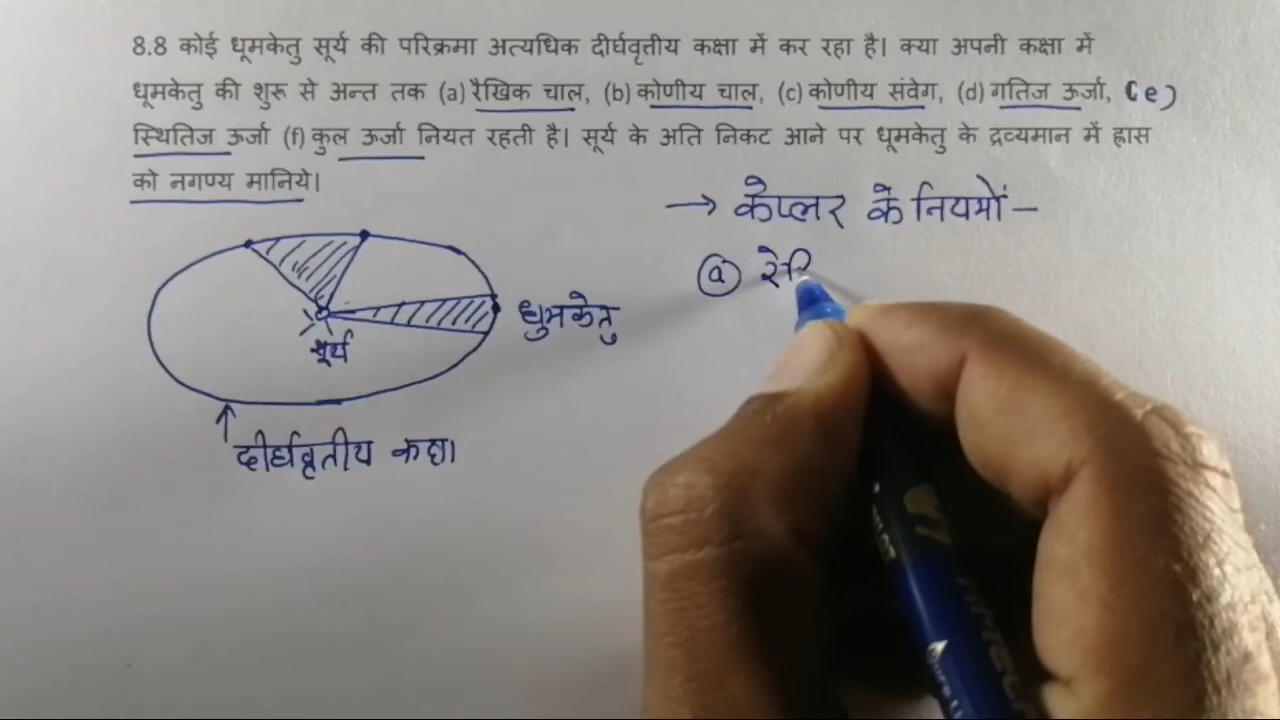 8.8 कोई धूमकेतु सूर्य की परिक्रमा अत्यधिक दीर्घवृत्तीय कक्षा में कर रहा है। क्या अपनी कक्षा में
धूमकेतु की शुरू से अन्त तक (a) रैखिक चाल, (b) कोणीय चाल, (c) कोणीय संवेग, (d) गतिज ऊर्जा, (e)
स्थितिज ऊर्जा (f) कुल ऊर्जा नियत रहती है। सूर्य के अति निकट आने पर धूमकेतु के द्रव्यमान में ह्रास
को नगण्य मानिये।
→ केप्लर के नियमों –
(a) रेखि
धुमकेतु
सूर्य
दीर्घवृतीय कक्षा